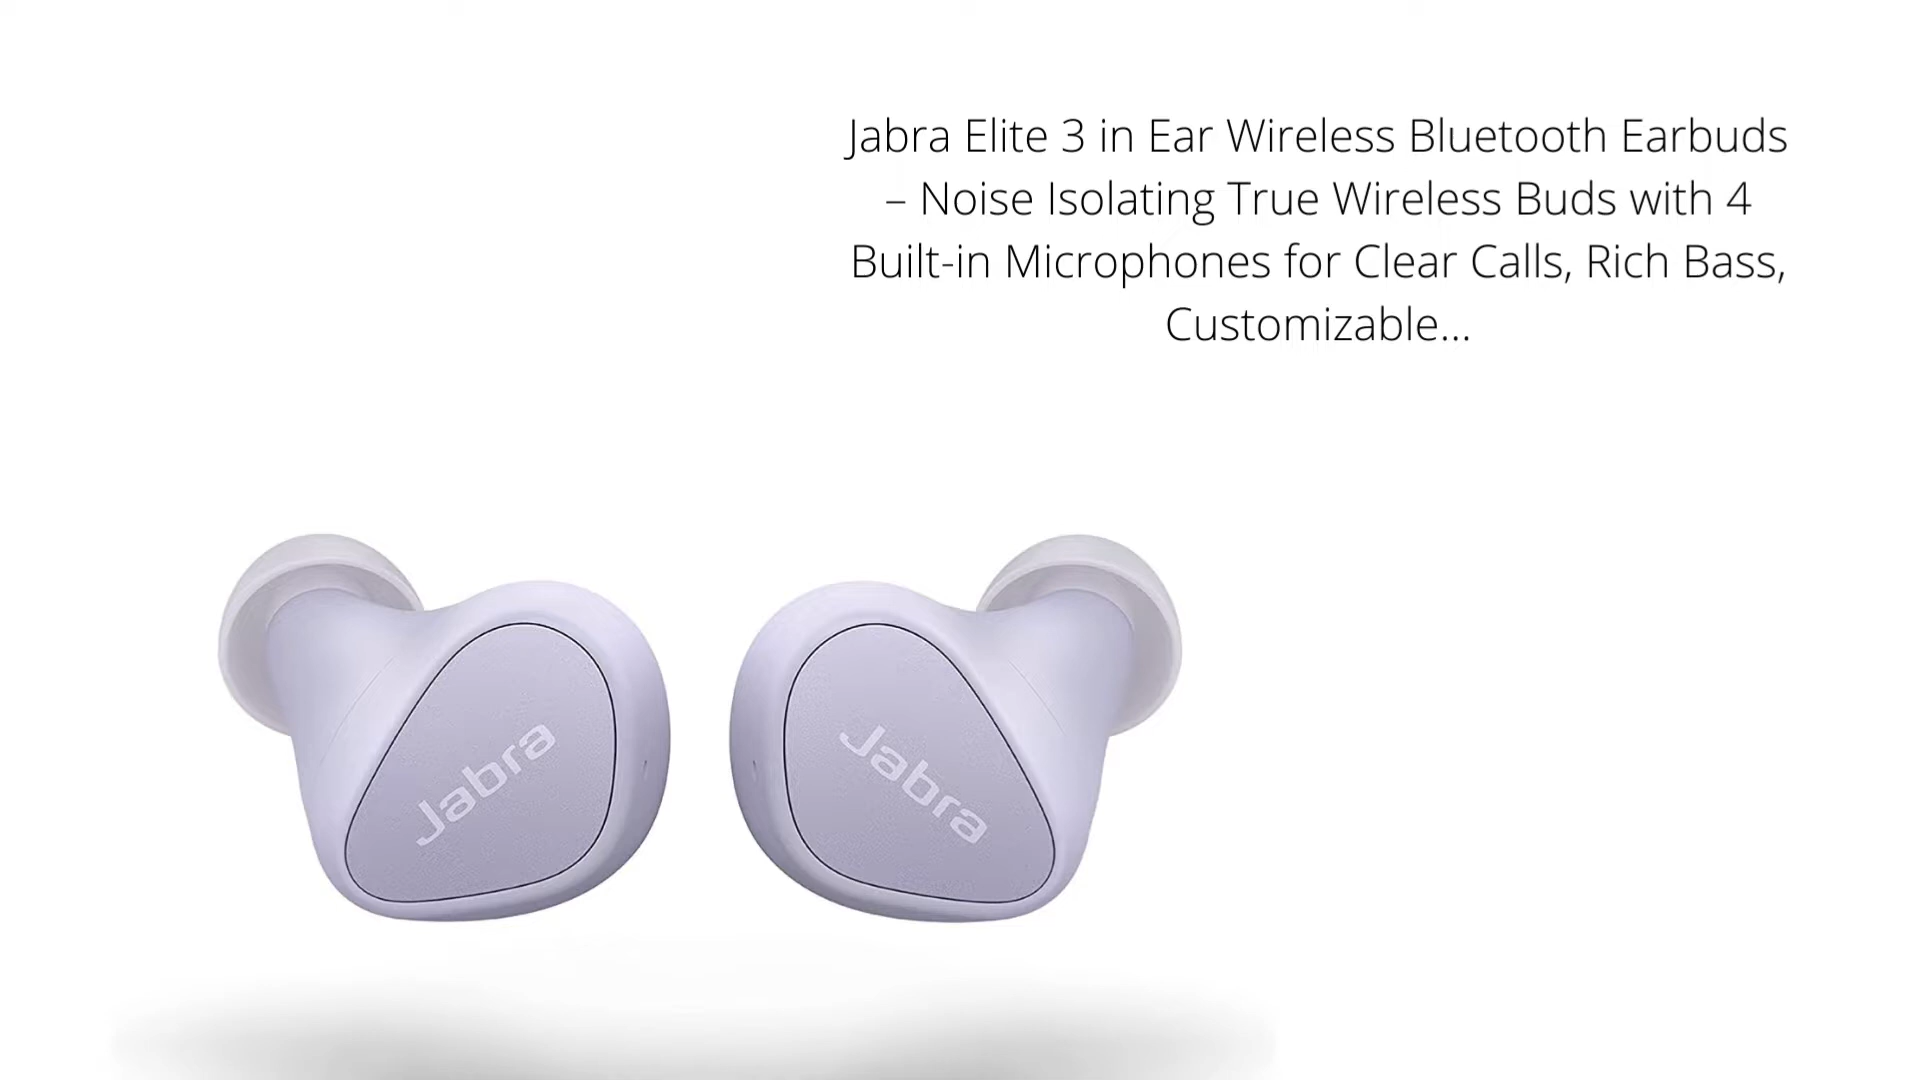 Jabra Elite 3 in Ear Wireless Bluetooth Earbuds
– Noise Isolating True Wireless Buds with 4
Built-in Microphones for Clear Calls, Rich Bass,
Customizable...
Jabra
Jabra